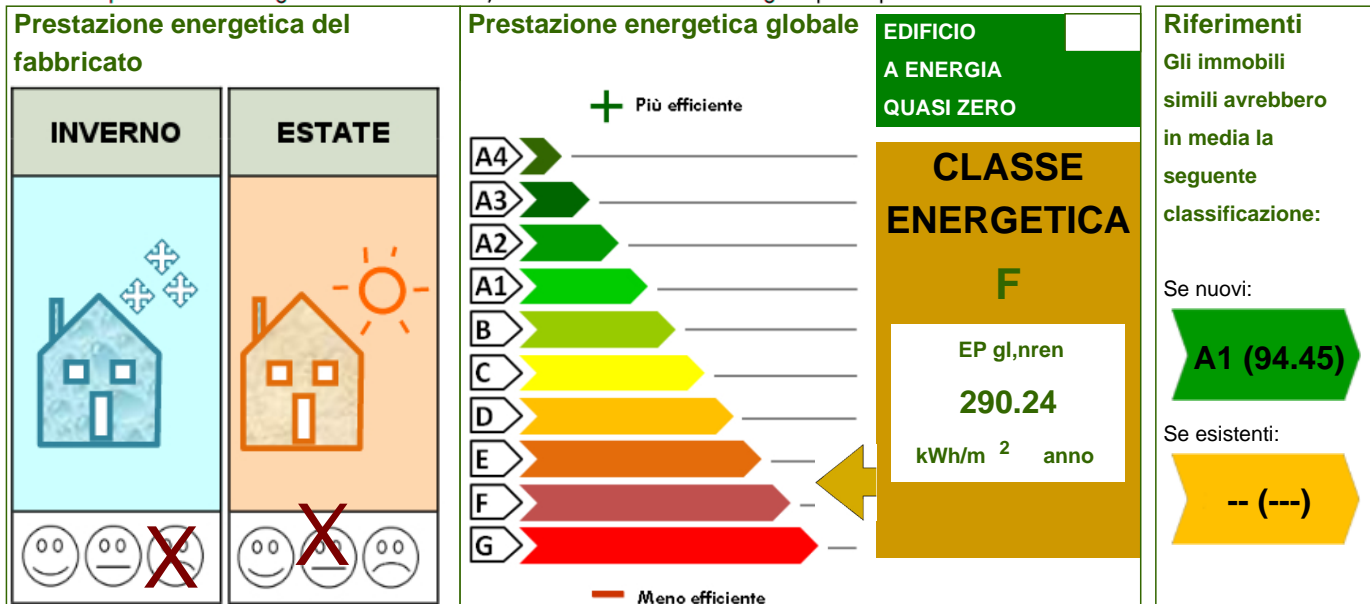 Prestazione energetica del
fabbricato
INVERNO
ESTATE
X
X
Prestazione energetica globale
+ Più efficiente
A4
A3
A2
A1
B
C
D
E
F
G
– Meno efficiente
EDIFICIO
A ENERGIA
QUASI ZERO
CLASSE
ENERGETICA
F
EP gl,nren
290.24
kWh/m 2 anno
Riferimenti
Gli immobili
simili avrebbero
in media la
seguente
classificazione:
Se nuovi:
A1 (94.45)
Se esistenti:
-- (---)